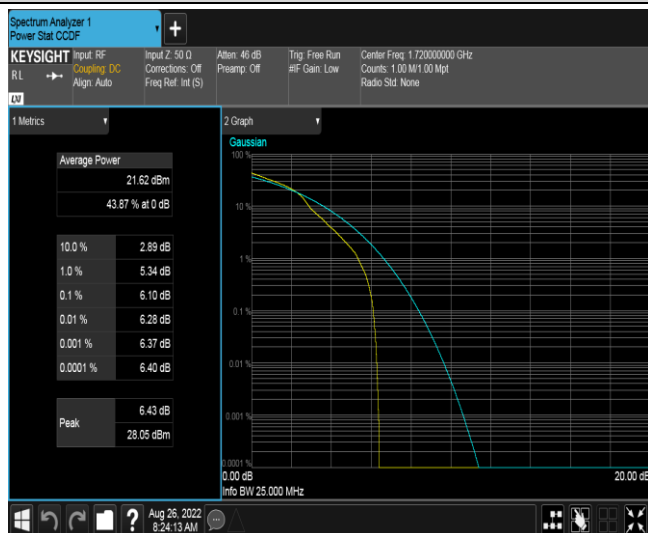 Spectrum Analyzer 1
Power Stat CCDF
+
KEYSIGHT
RL
LXI
Input: RF
Coupling: DC
Align: Auto
Input Z: 50 Ω
Corrections: Off
Freq Ref: Int (S)
Atten: 46 dB
Preamp: Off
Trig: Free Run
#IF Gain: Low
Center Freq: 1.720000000 GHz
Counts: 1.00 M/1.00 Mpt
Radio Std: None
1 Metrics
Average Power
21.62 dBm
43.87 % at 0 dB
10.0 % 2.89 dB
1.0 % 5.34 dB
0.1 % 6.10 dB
0.01 % 6.28 dB
0.001 % 6.37 dB
0.0001 % 6.40 dB
Peak
6.43 dB
28.05 dBm
2 Graph
Gaussian
100 %
10 %
1 %
0.1 %
0.01 %
0.001 %
0.0001 %
0.00 dB
20.00 dB
Info BW 25.000 MHz
?
Aug 26, 2022
8:24:13 AM